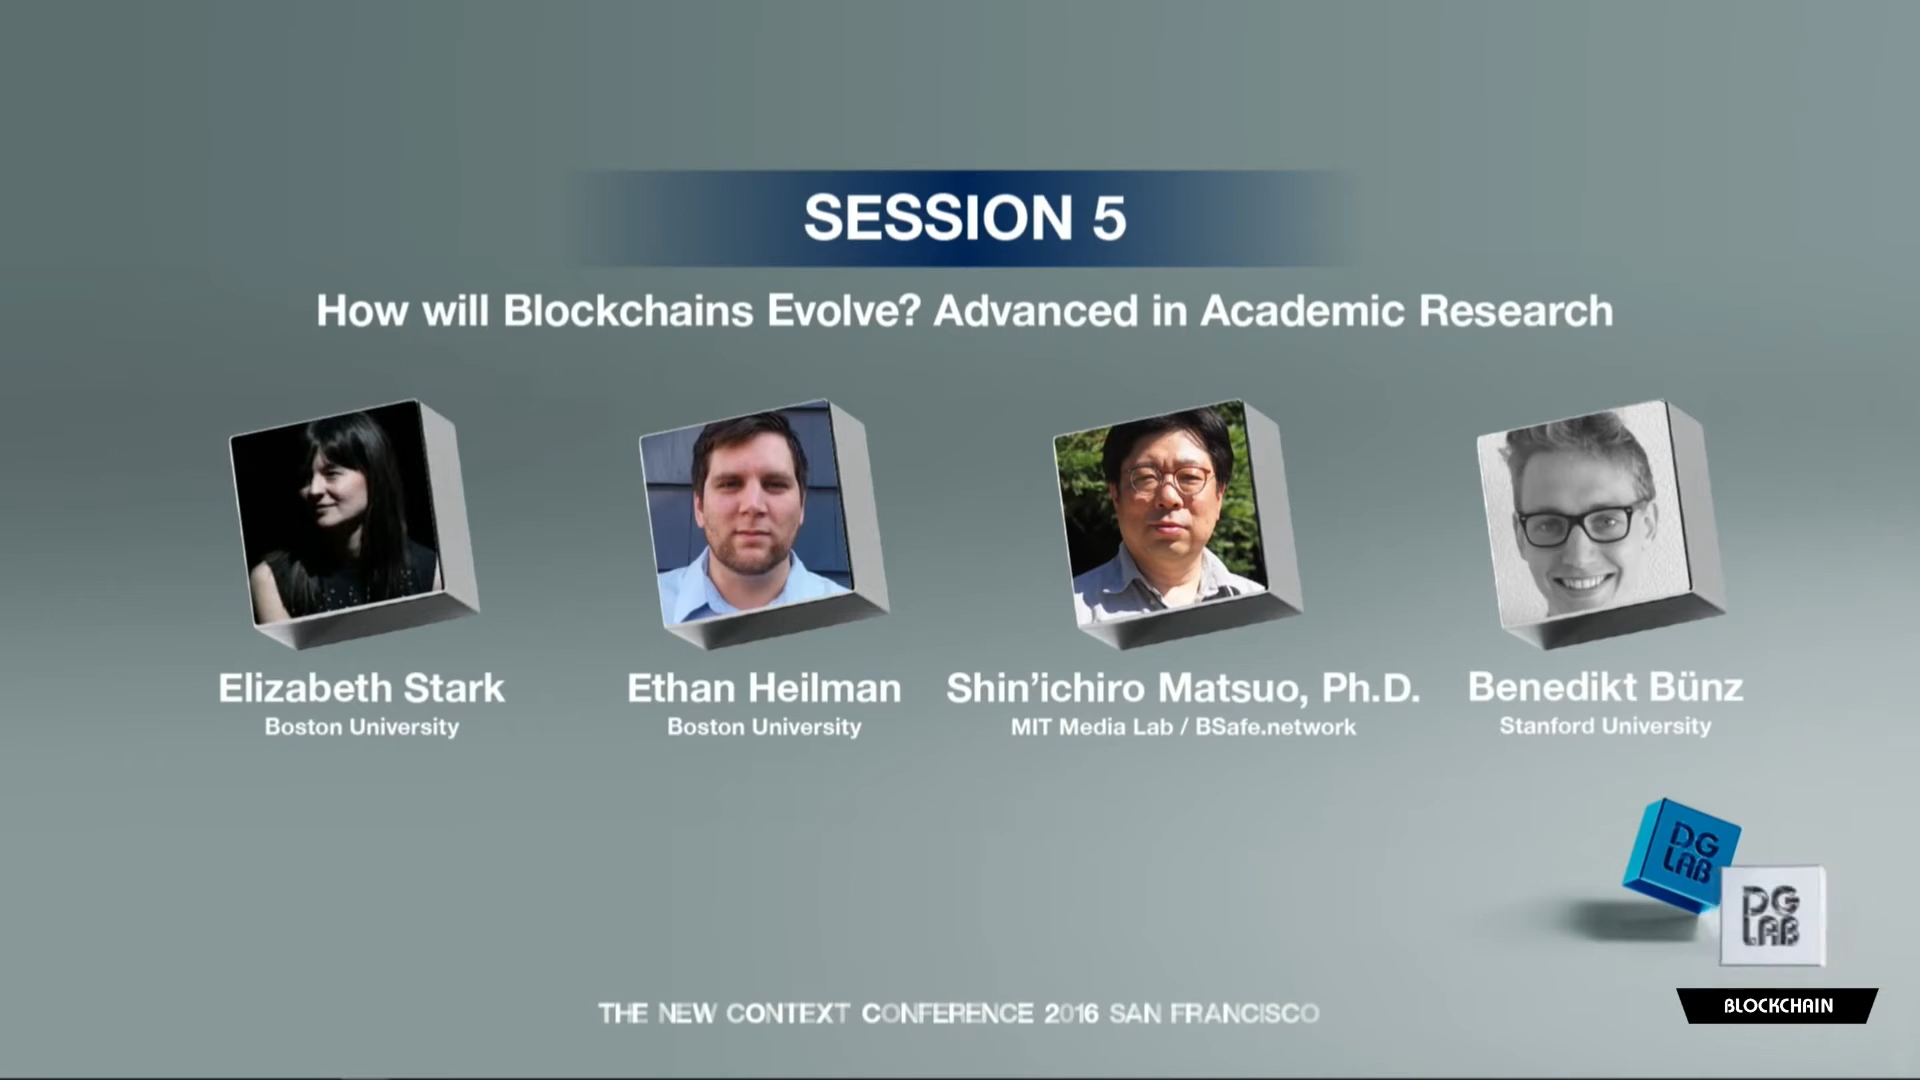 SESSION 5
How will Blockchains Evolve? Advanced in Academic Research
Elizabeth Stark
Boston University
Ethan Heilman
Boston University
Shin'ichiro Matsuo, Ph.D.
MIT Media Lab / BSafe.network
Benedikt Bünz
Stanford University
DG
LAB
DG
LAB
BLOCKCHAIN
THE NEW CONTEXT CONFERENCE 2016 SAN FRANCISCO